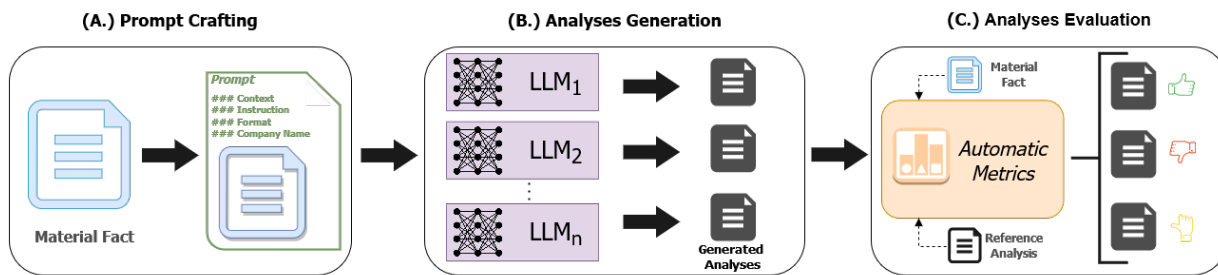 (A.) Prompt Crafting
Material Fact
Prompt
### Context
### Instruction
### Format
### Company Name
(B.) Analyses Generation
LLM1
LLM2
LLMn
Generated
Analyses
(C.) Analyses Evaluation
Material
Fact
Automatic
Metrics
Reference
Analysis